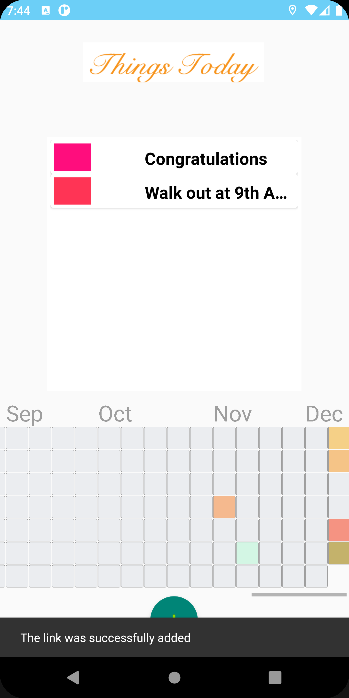 7:44
Things Today
Congratulations
Walk out at 9th A...
Sep Oct Nov Dec
The link was successfully added